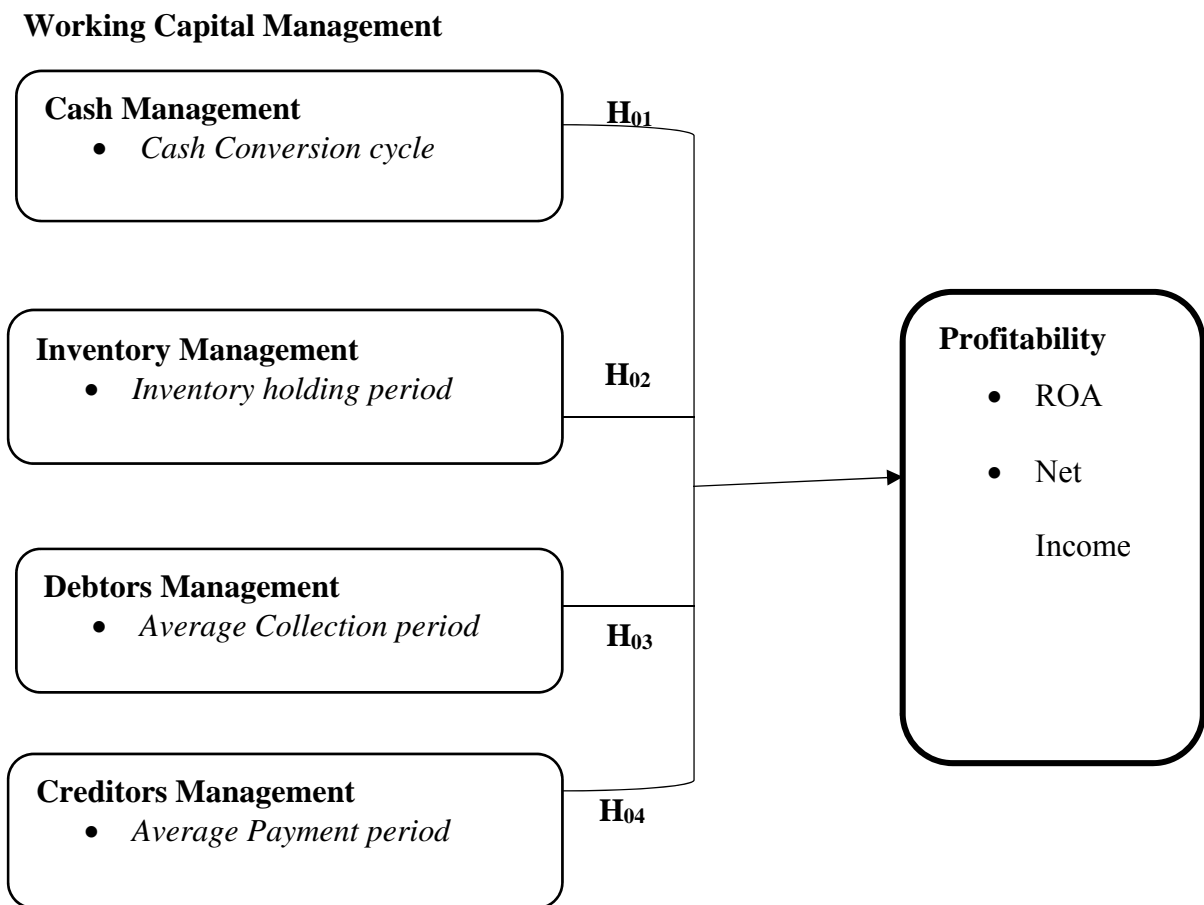 Working Capital Management
Cash Management
• Cash Conversion cycle
H01
Inventory Management
• Inventory holding period
H02
Debtors Management
• Average Collection period
H03
Creditors Management
• Average Payment period
H04
Profitability
• ROA
• Net
Income